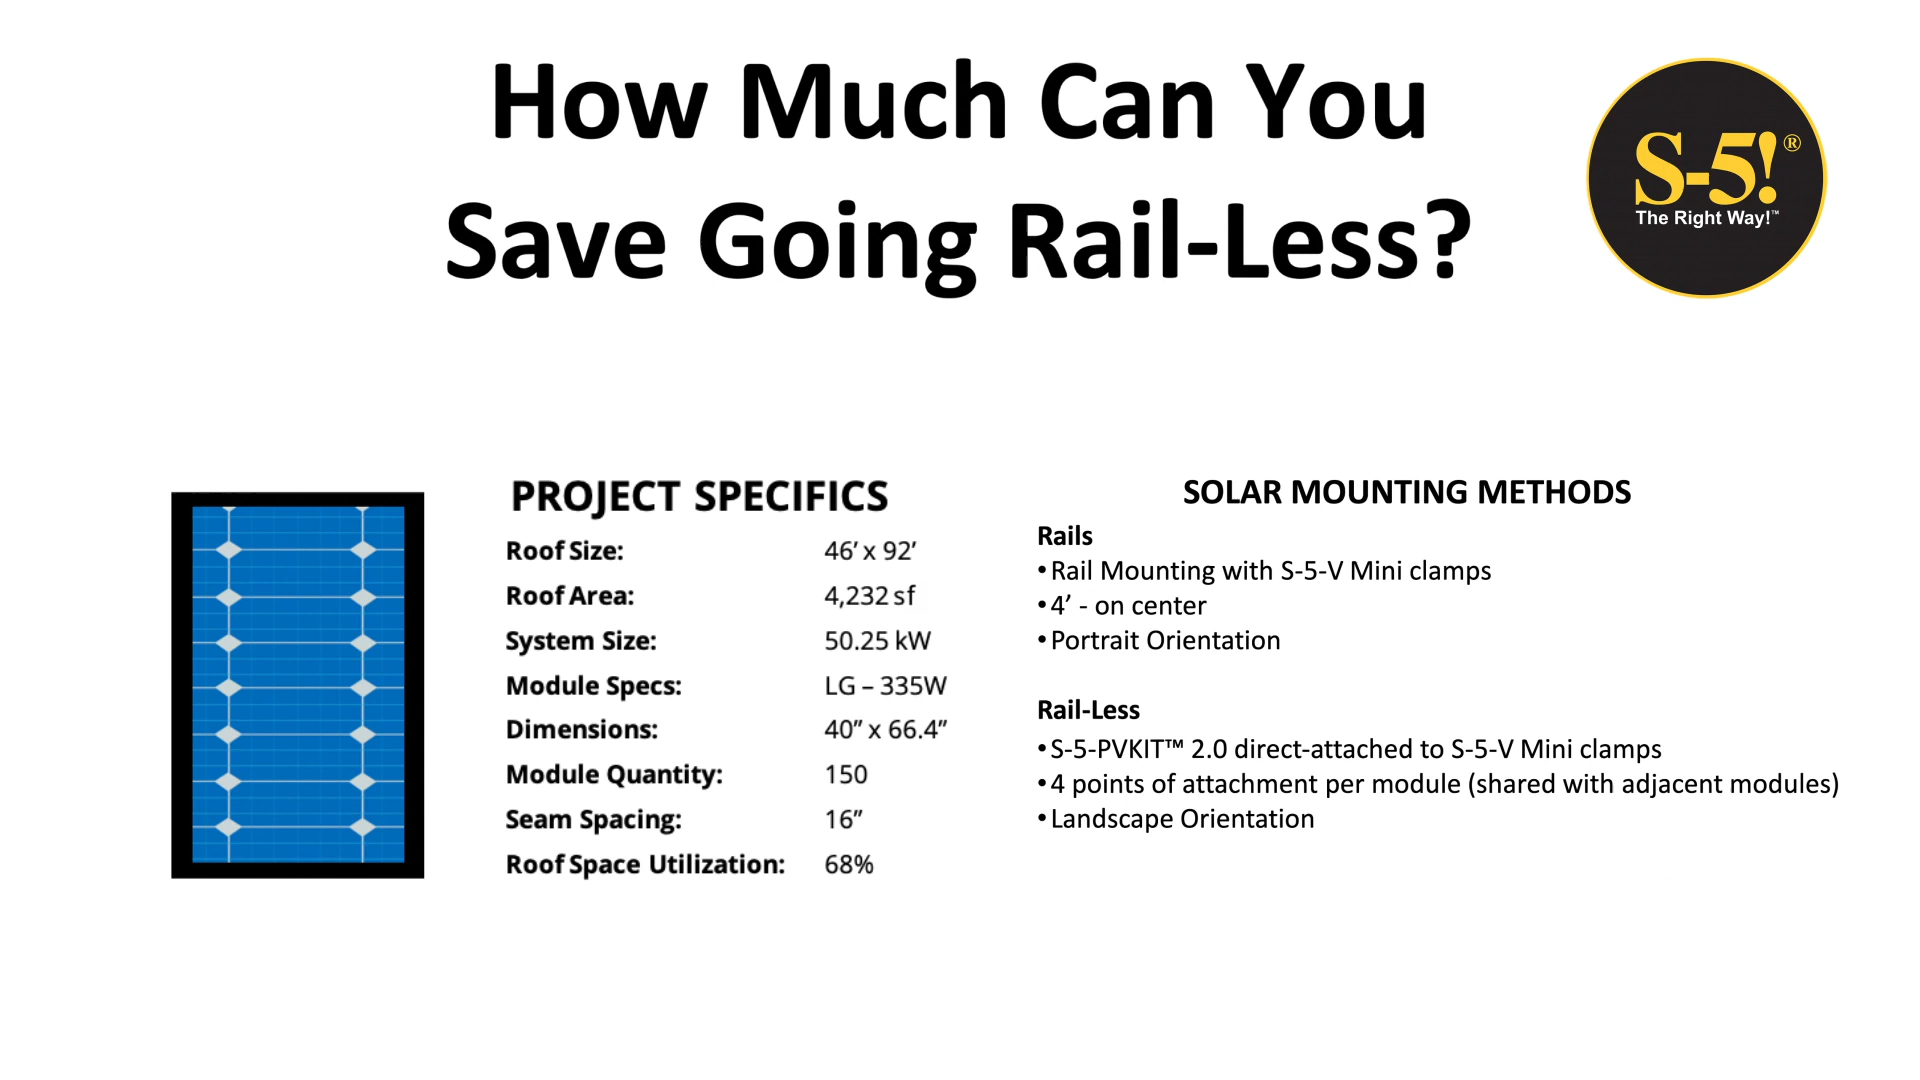 How Much Can You
Save Going Rail-Less?
S-5!®
The Right Way!™
PROJECT SPECIFICS
Roof Size: 46’ x 92’
Roof Area: 4,232 sf
System Size: 50.25 kW
Module Specs: LG – 335W
Dimensions: 40” x 66.4”
Module Quantity: 150
Seam Spacing: 16”
Roof Space Utilization: 68%
SOLAR MOUNTING METHODS
Rails
•Rail Mounting with S-5-V Mini clamps
•4’ - on center
•Portrait Orientation
Rail-Less
•S-5-PVKIT™ 2.0 direct-attached to S-5-V Mini clamps
•4 points of attachment per module (shared with adjacent modules)
•Landscape Orientation